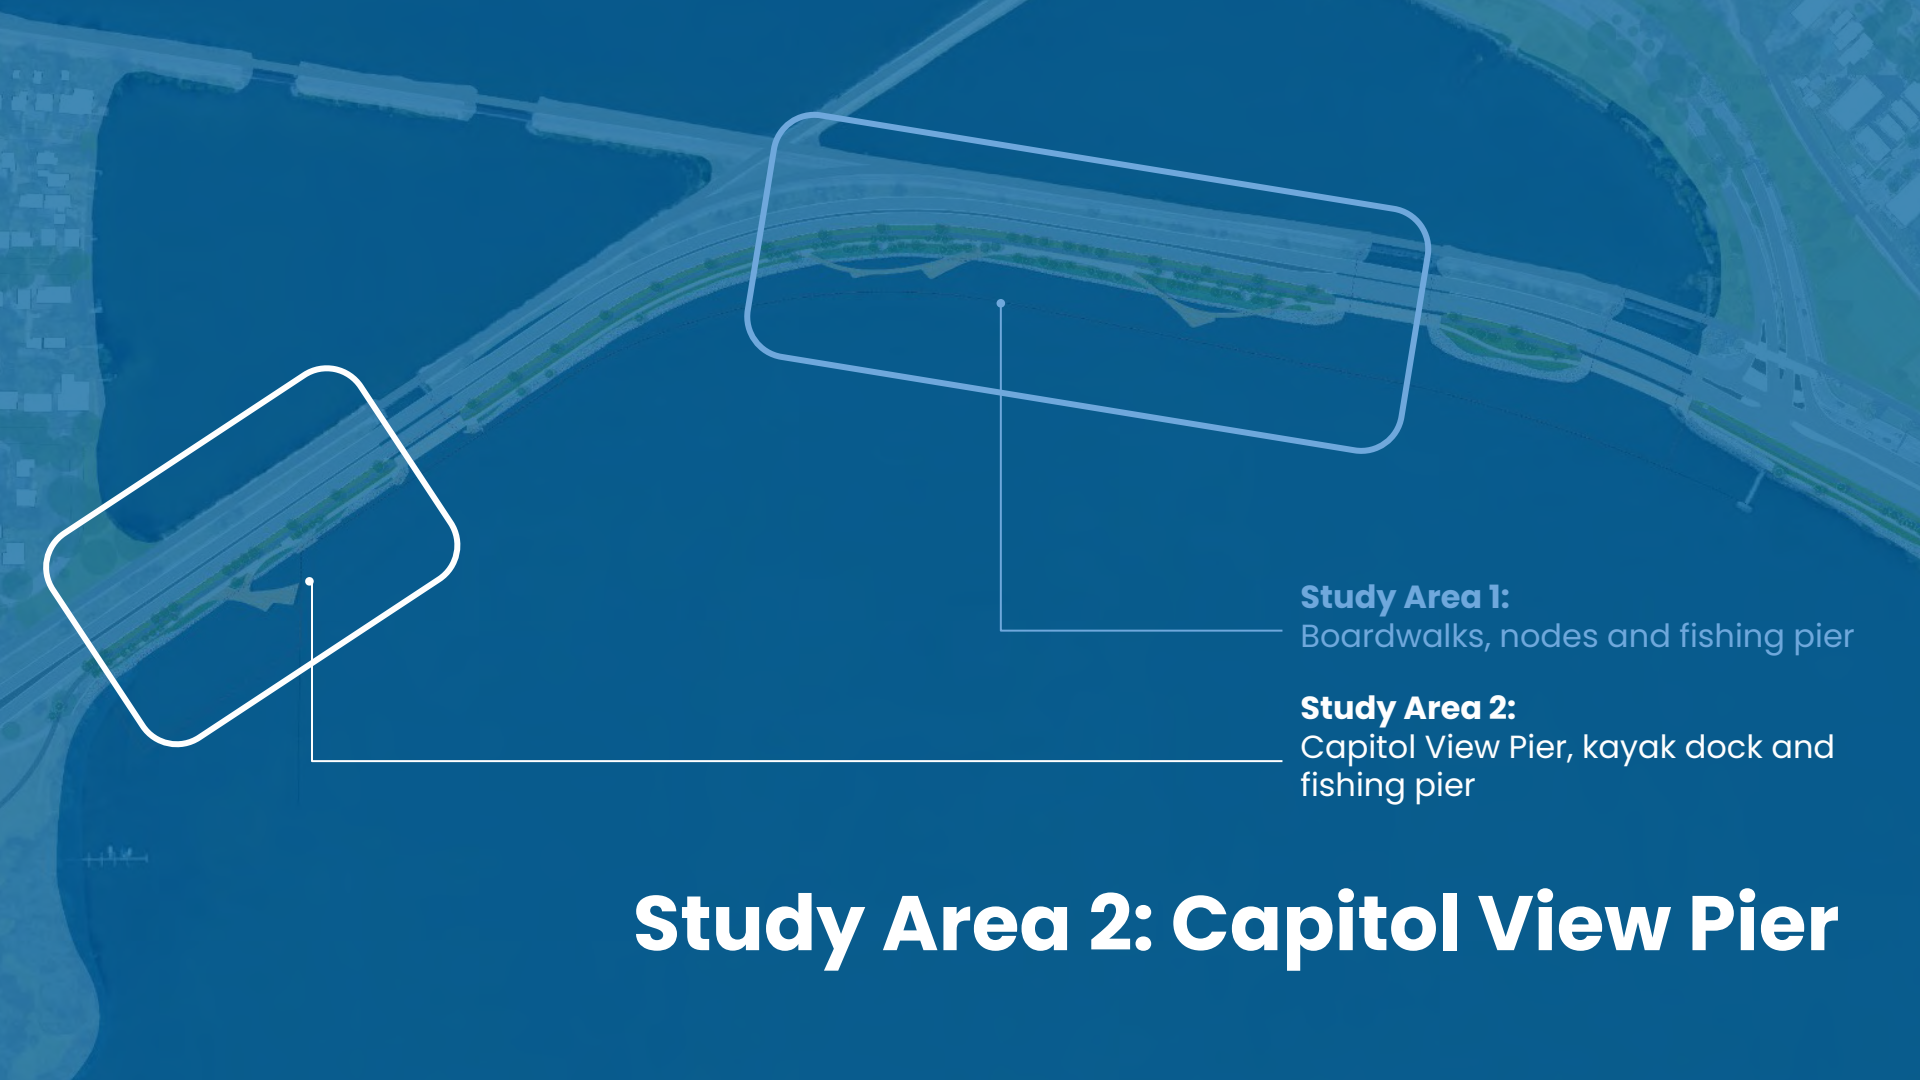 Study Area 1:
Boardwalks, nodes and fishing pier
Study Area 2:
Capitol View Pier, kayak dock and
fishing pier
Study Area 2: Capitol View Pier